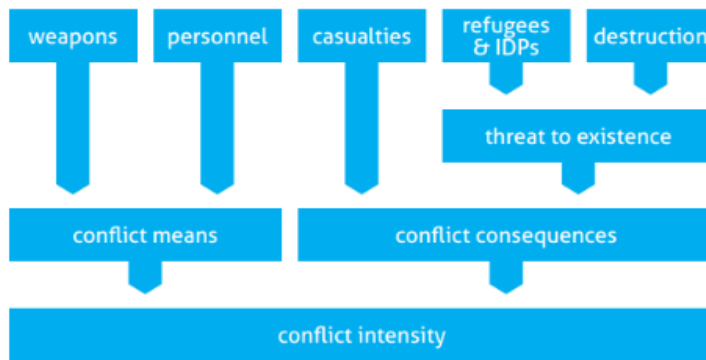 weapons
personnel
casualties
refugees
& IDPs
destruction
threat to existence
conflict means
conflict consequences
conflict intensity